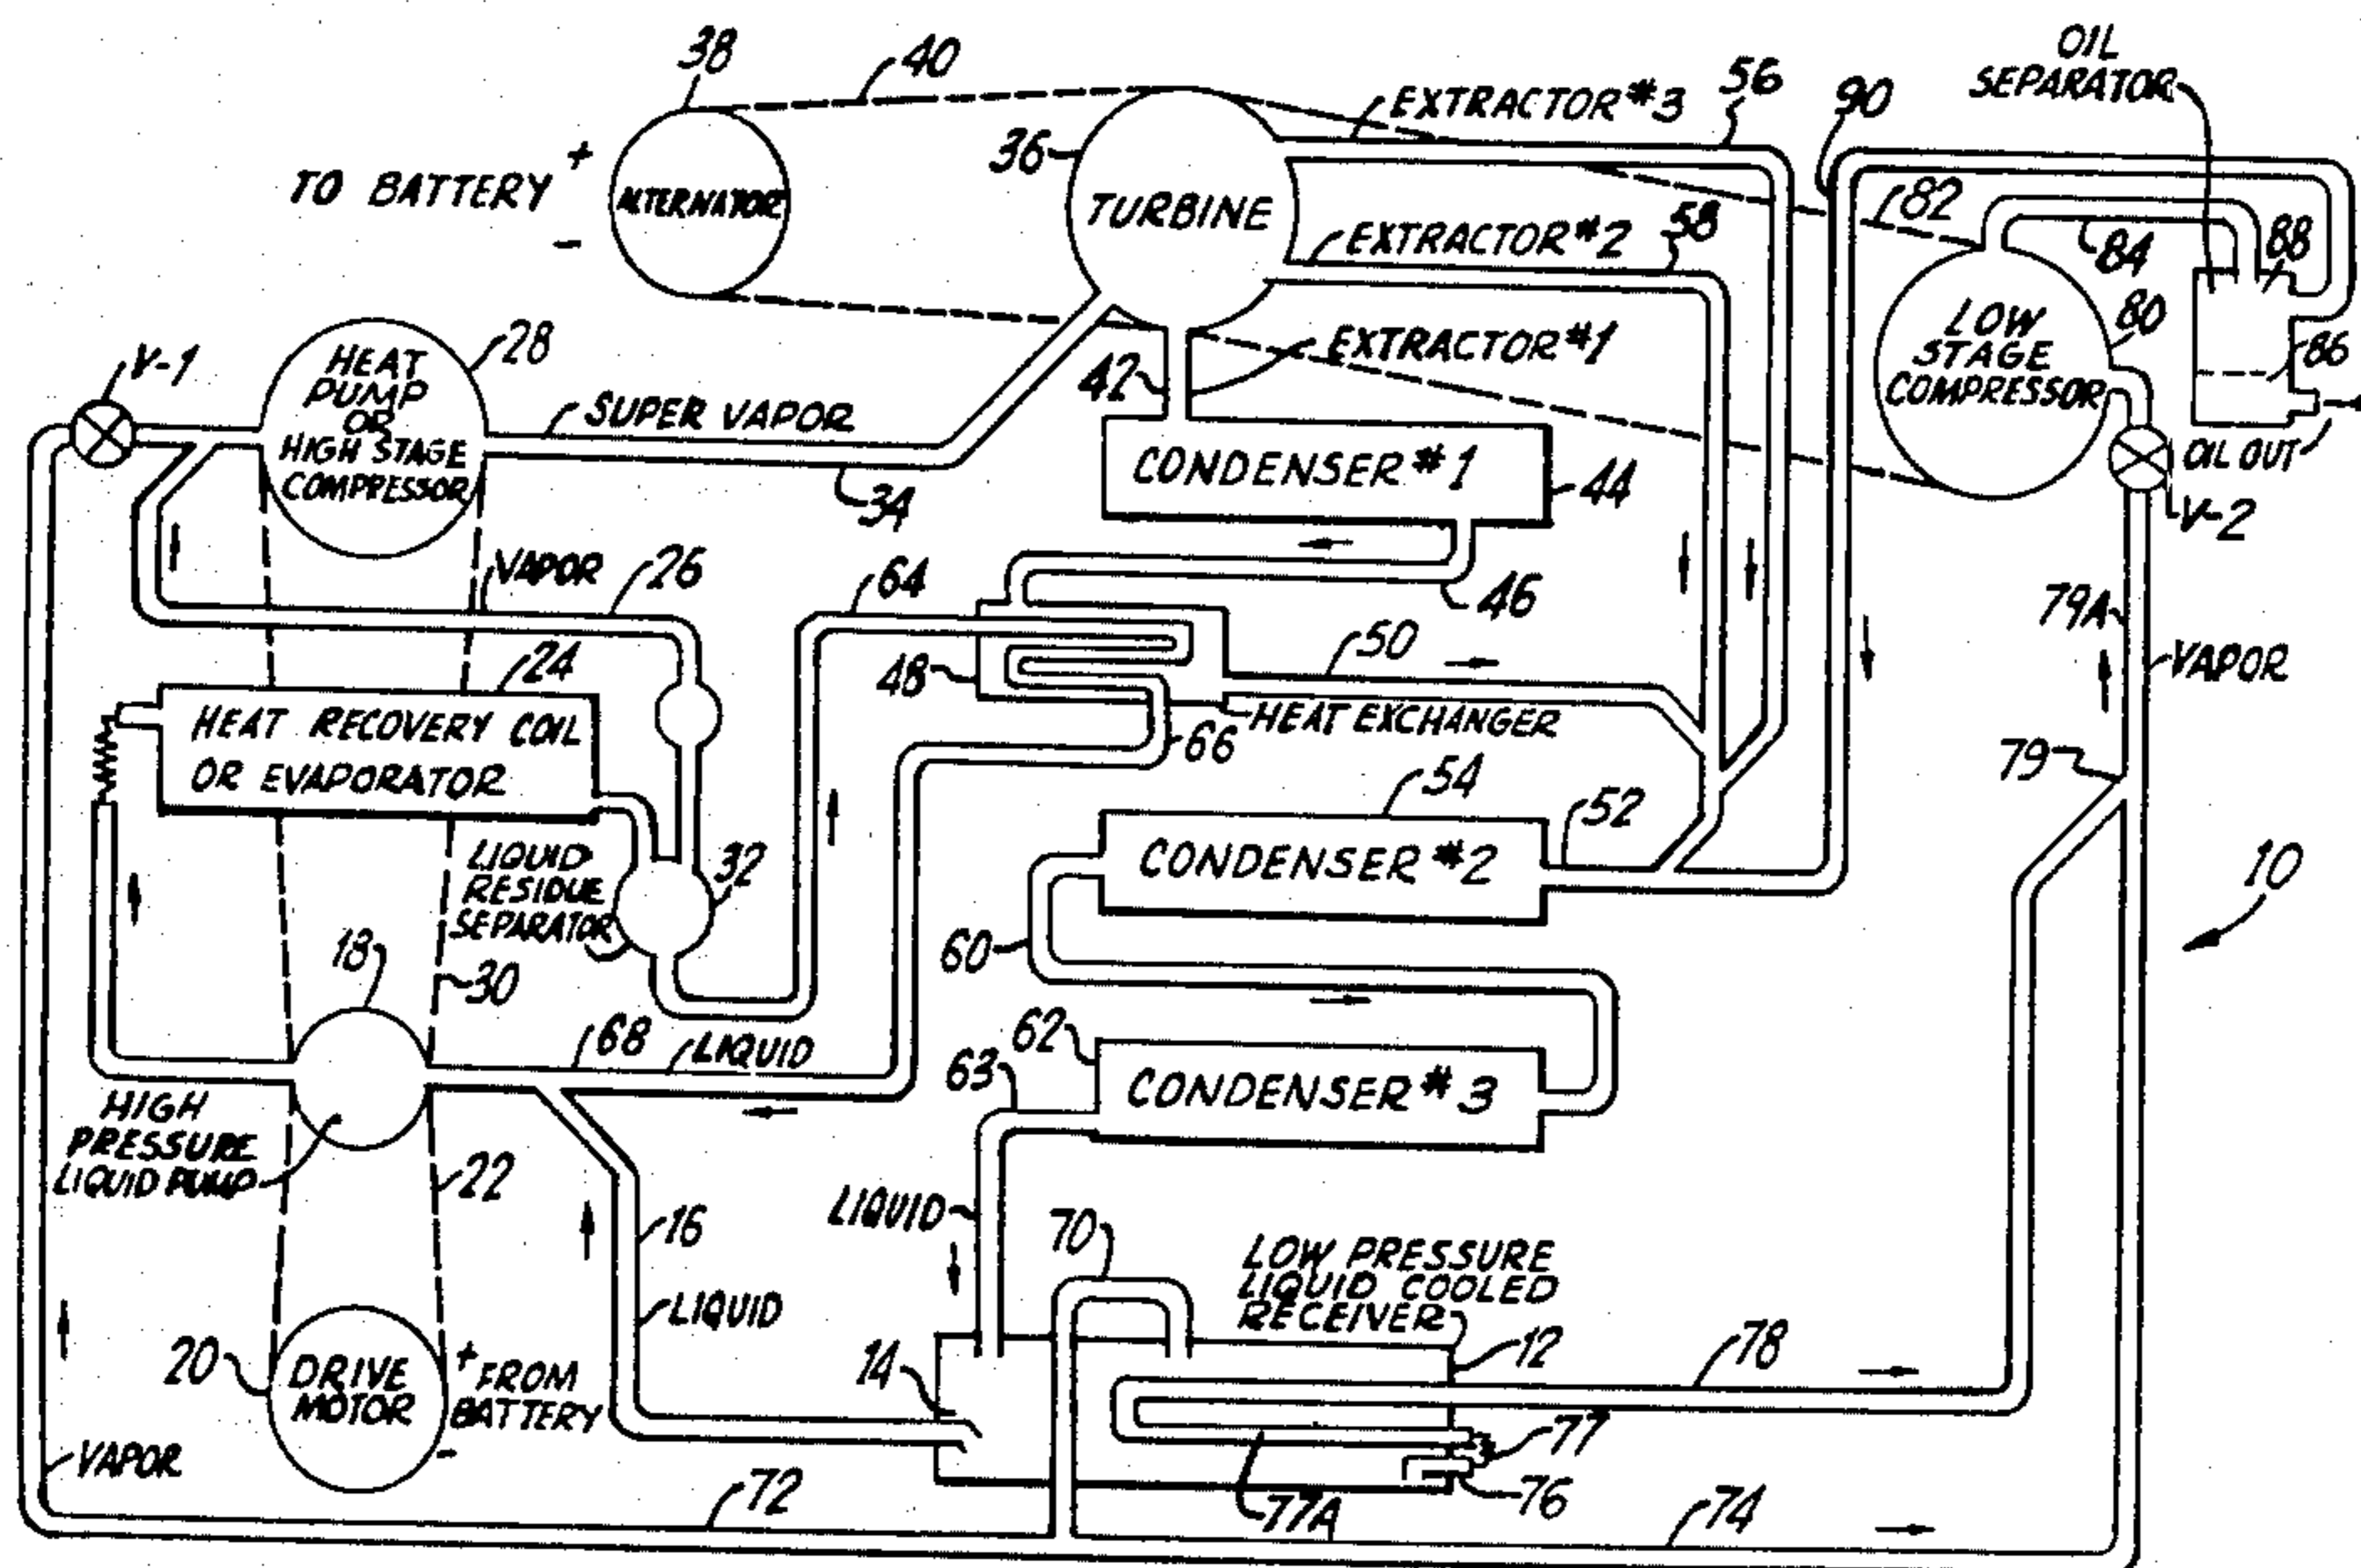 38
40
OIL
SEPARATOR
EXTRACTOR #3
56
90
36
TO BATTERY
+
-
ALTERNATOR
TURBINE
82
EXTRACTOR #2
58
84
88
LOW
STAGE
COMPRESSOR
80
86
OIL OUT
V-2
V-1
HEAT
PUMP
OR
HIGH STAGE
COMPRESSOR
28
SUPER VAPOR
34
42
EXTRACTOR #1
CONDENSER #1
44
VAPOR
26
64
46
79A
VAPOR
24
48
50
HEAT RECOVERY COIL
OR EVAPORATOR
HEAT EXCHANGER
66
79
54
52
LIQUID
RESIDUE
SEPARATOR
32
CONDENSER #2
10
18
30
60
68
LIQUID
62
63
CONDENSER #3
HIGH
PRESSURE
LIQUID PUMP
22
16
LIQUID
70
LOW PRESSURE
LIQUID COOLED
RECEIVER
LIQUID
20
DRIVE
MOTOR
+
FROM
BATTERY
-
14
12
78
77
VAPOR
72
77A
76
74